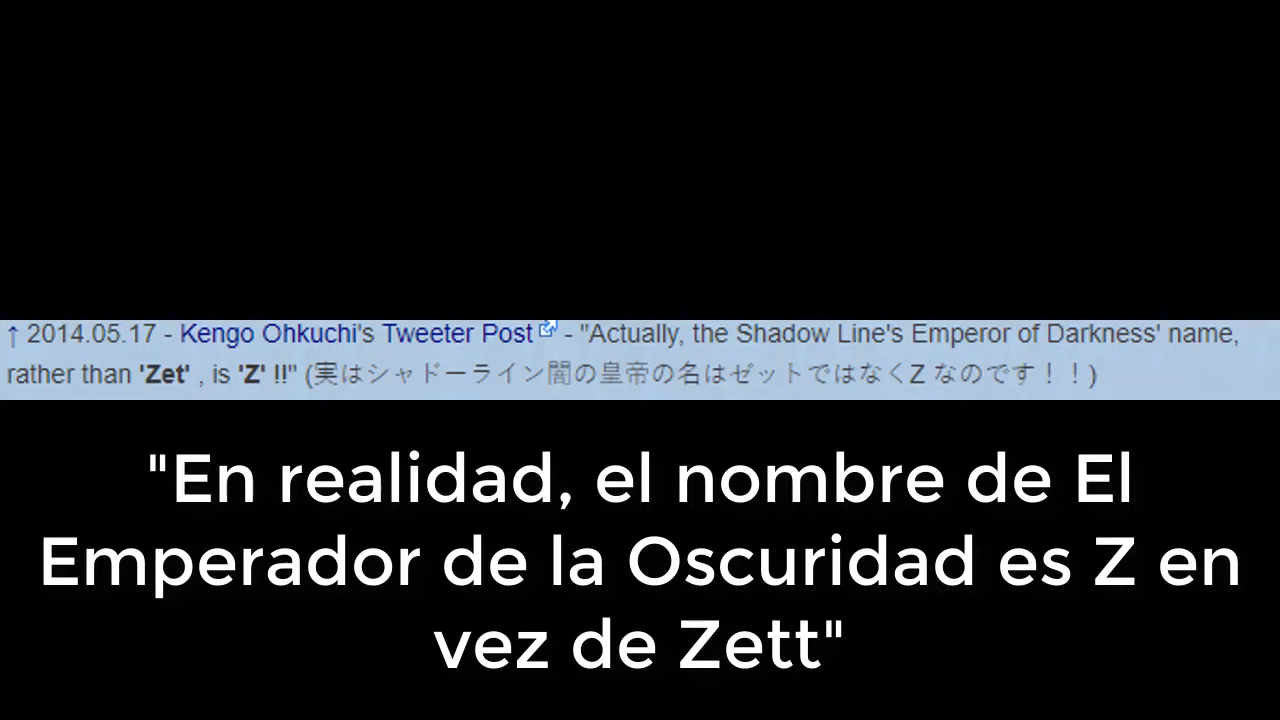 ↑ 2014.05.17 - Kengo Ohkuchi's Tweeter Post - "Actually, the Shadow Line's Emperor of Darkness' name,
rather than 'Zet' , is 'Z' !!" (実はシャドーライン闇の皇帝の名はゼットではなくZ なのです！！)
"En realidad, el nombre de El
Emperador de la Oscuridad es Z en
vez de Zett"